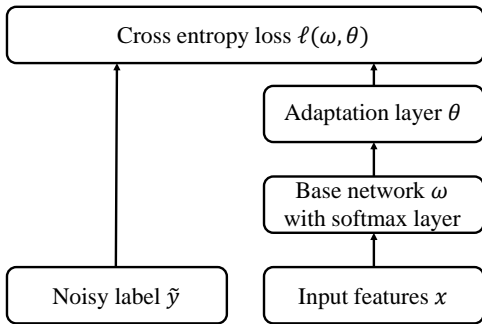 Cross entropy loss ℓ(ω, θ)
Adaptation layer θ
Base network ω
with softmax layer
Noisy label ỹ
Input features x